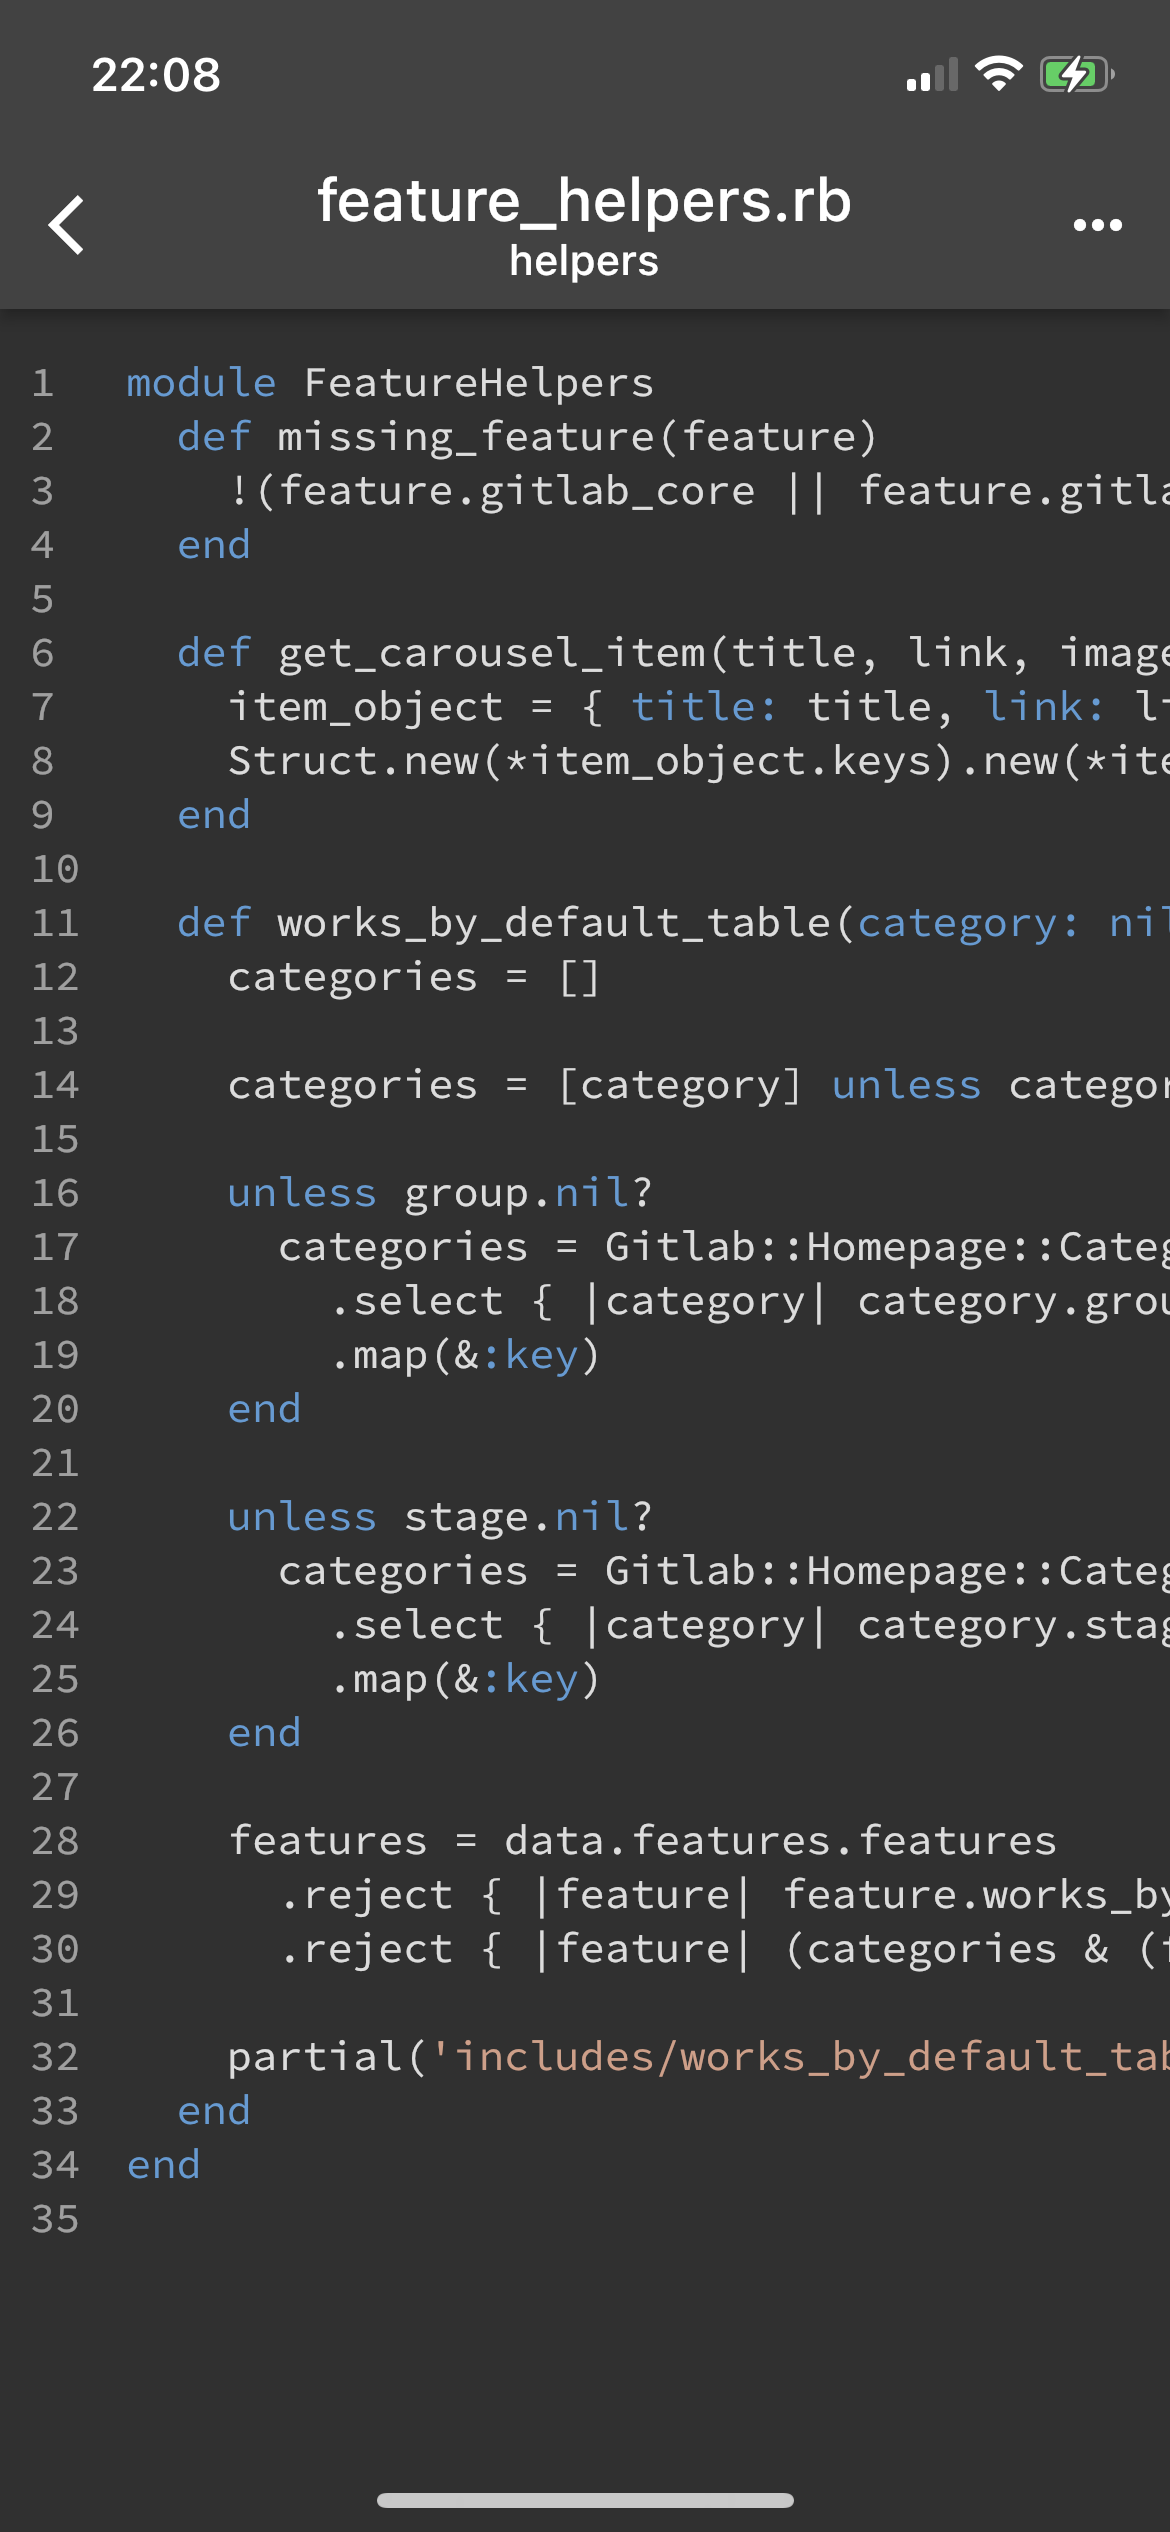 22:08
feature_helpers.rb
helpers
1 module FeatureHelpers
2 def missing_feature(feature)
3 !(feature.gitlab_core || feature.gitla
4 end
5
6 def get_carousel_item(title, link, image
7 item_object = { title: title, link: li
8 Struct.new(*item_object.keys).new(*ite
9 end
10
11 def works_by_default_table(category: nil
12 categories = []
13
14 categories = [category] unless categor
15
16 unless group.nil?
17 categories = Gitlab::Homepage::Categ
18 .select { |category| category.grou
19 .map(&:key)
20 end
21
22 unless stage.nil?
23 categories = Gitlab::Homepage::Categ
24 .select { |category| category.stag
25 .map(&:key)
26 end
27
28 features = data.features.features
29 .reject { |feature| feature.works_by
30 .reject { |feature| (categories & (f
31
32 partial('includes/works_by_default_tab
33 end
34 end
35